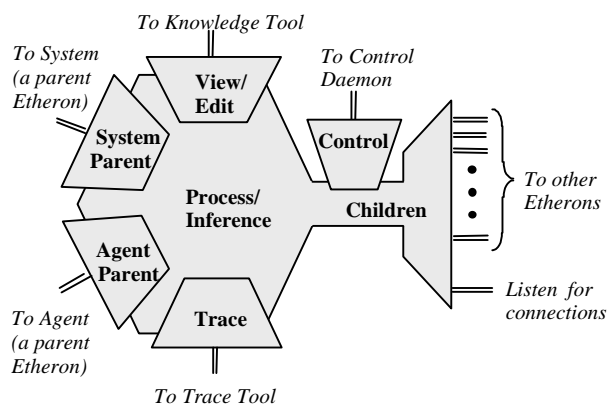 To Knowledge Tool
To System
(a parent
Etheron)
View/
Edit
To Control
Daemon
System
Parent
Control
Process/
Inference
Children
To other
Etherons
Agent
Parent
Trace
Listen for
connections
To Agent
(a parent
Etheron)
To Trace Tool